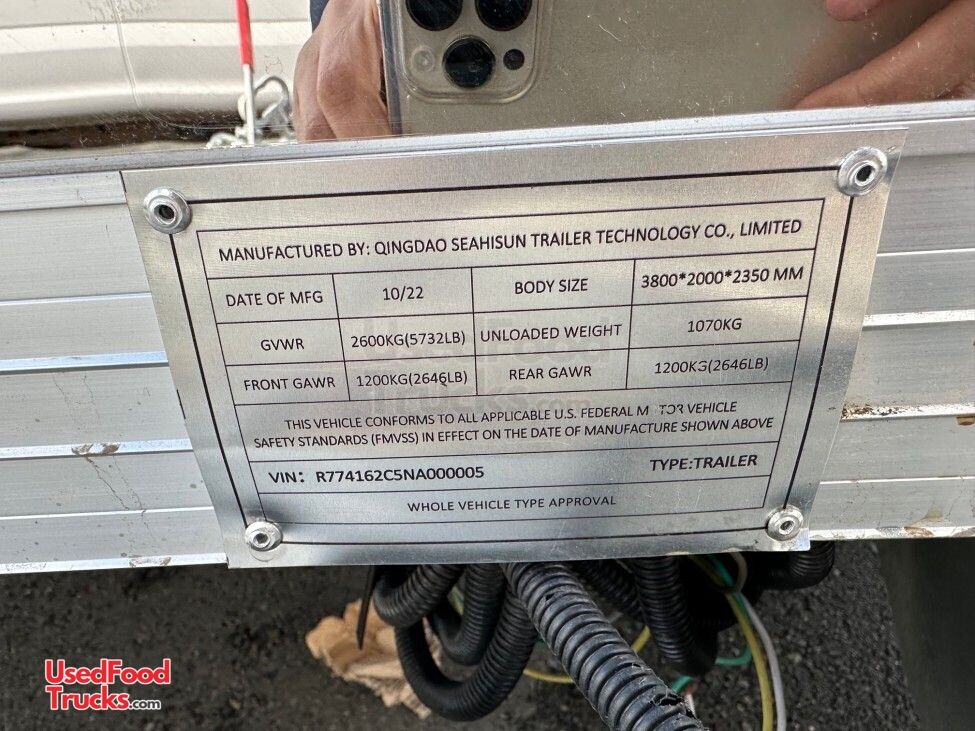 MANUFACTURED BY: QINGDAO SEAHISUN TRAILER TECHNOLOGY CO., LIMITED
DATE OF MFG 10/22 BODY SIZE 3800*2000*2350 MM
GVWR 2600KG(5732LB) UNLOADED WEIGHT 1070KG
FRONT GAWR 1200KG(2646LB) REAR GAWR 1200KG(2646LB)
THIS VEHICLE CONFORMS TO ALL APPLICABLE U.S. FEDERAL M TOR VEHICLE
SAFETY STANDARDS (FMVSS) IN EFFECT ON THE DATE OF MANUFACTURE SHOWN ABOVE
VIN: R774162C5NA000005 TYPE:TRAILER
WHOLE VEHICLE TYPE APPROVAL
UsedFood
Trucks.com